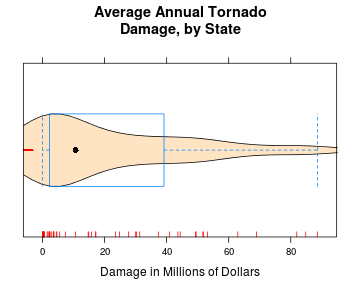 Average Annual Tornado
Damage, by State
0 20 40 60 80
Damage in Millions of Dollars